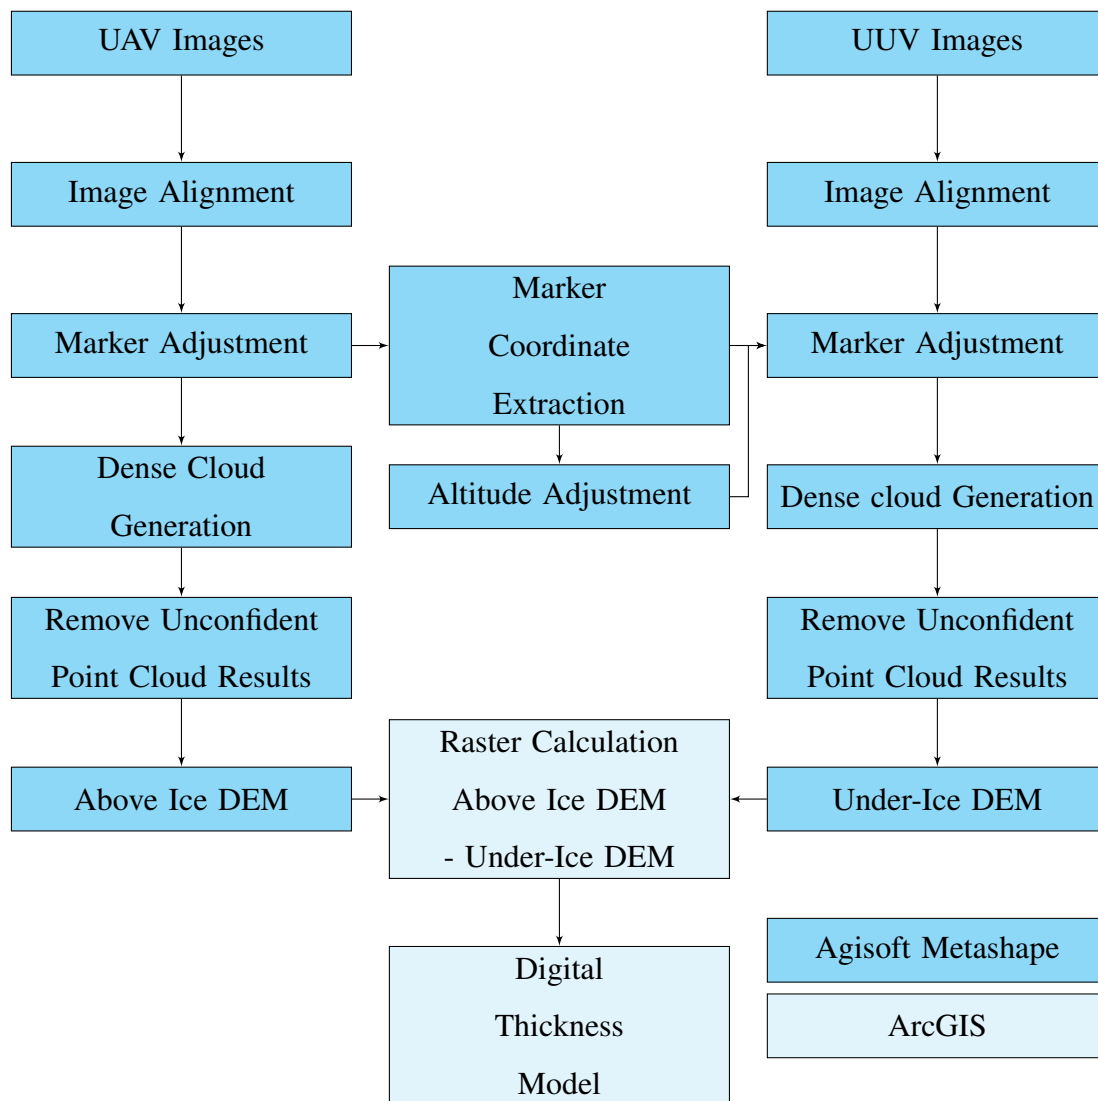 UAV Images
UUV Images
Image Alignment
Image Alignment
Marker
Coordinate
Extraction
Marker Adjustment
Marker Adjustment
Dense Cloud
Generation
Altitude Adjustment
Dense cloud Generation
Remove Unconfident
Point Cloud Results
Remove Unconfident
Point Cloud Results
Raster Calculation
Above Ice DEM
- Under-Ice DEM
Above Ice DEM
Under-Ice DEM
Digital
Thickness
Model
Agisoft Metashape
ArcGIS